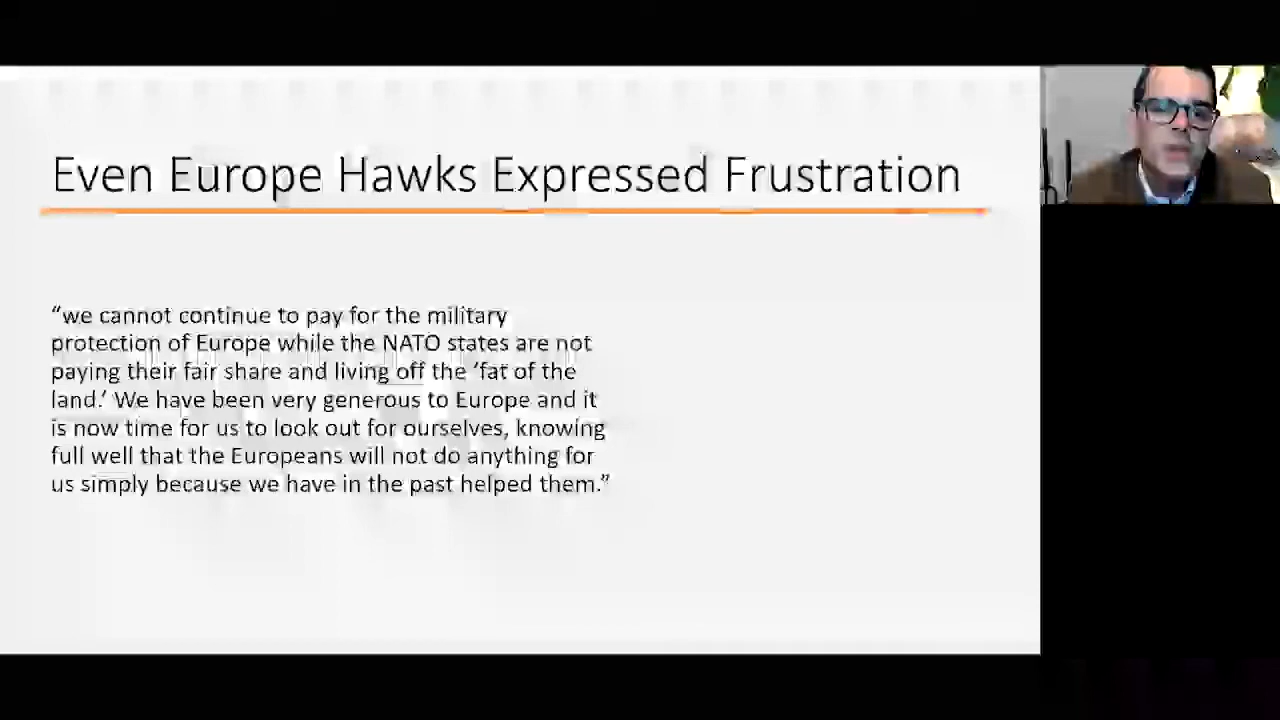 Even Europe Hawks Expressed Frustration
“we cannot continue to pay for the military
protection of Europe while the NATO states are not
paying their fair share and living off the ‘fat of the
land.’ We have been very generous to Europe and it
is now time for us to look out for ourselves, knowing
full well that the Europeans will not do anything for
us simply because we have in the past helped them.”